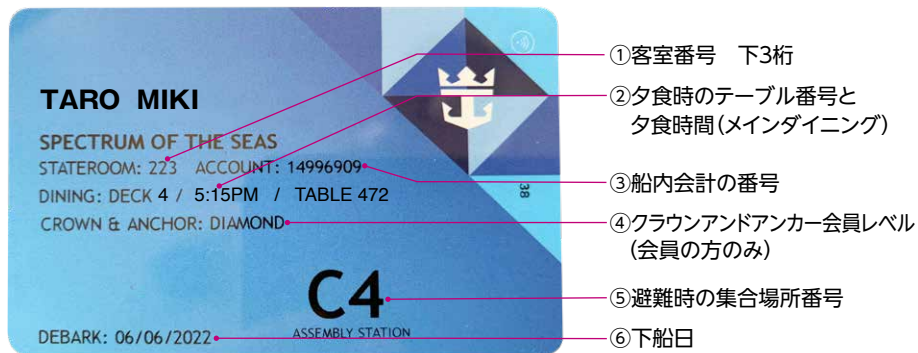 TARO MIKI
SPECTRUM OF THE SEAS
STATEROOM: 223 ACCOUNT: 14996909
DINING: DECK 4 / 5:15PM / TABLE 472
CROWN & ANCHOR: DIAMOND
C4
ASSEMBLY STATION
DEBARK: 06/06/2022
38
①客室番号　下3桁
②夕食時のテーブル番号と
夕食時間(メインダイニング)
③船内会計の番号
④クラウンアンドアンカー会員レベル
(会員の方のみ)
⑤避難時の集合場所番号
⑥下船日